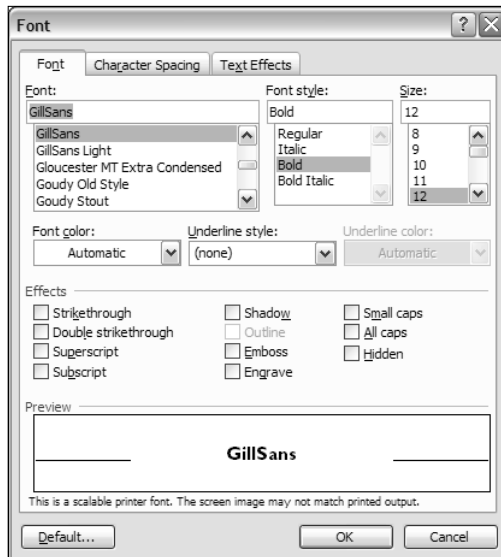 Font
Font Character Spacing Text Effects
Font: Font style: Size:
GillSans Bold 12
GillSans Regular 8
GillSans Light Italic 9
Gloucester MT Extra Condensed Bold 10
Goudy Old Style Bold Italic 11
Goudy Stout 12
Font color: Underline style: Underline color:
Automatic (none) Automatic
Effects
Strikethrough Shadow Small caps
Double strikethrough Outline All caps
Superscript Emboss Hidden
Subscript Engrave
Preview
GillSans
This is a scalable printer font. The screen image may not match printed output.
Default... OK Cancel